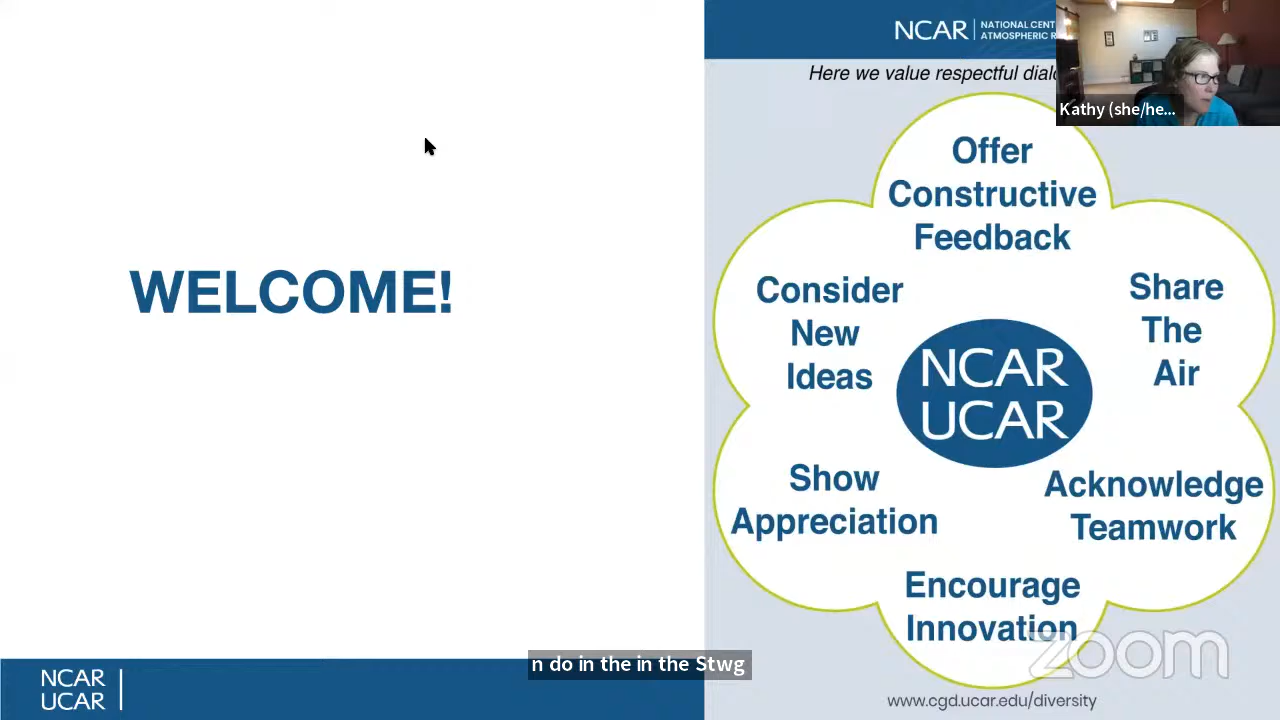 WELCOME!
NCAR
UCAR
NCAR
NATIONAL CENT
ATMOSPHERIC R
Here we value respectful dialo
Kathy (she/he...
Offer
Constructive
Feedback
Consider
New
Ideas
Share
The
Air
NCAR
UCAR
Show
Appreciation
Acknowledge
Teamwork
Encourage
Innovation
zoom
n do in the in the Stwg
www.cgd.ucar.edu/diversity